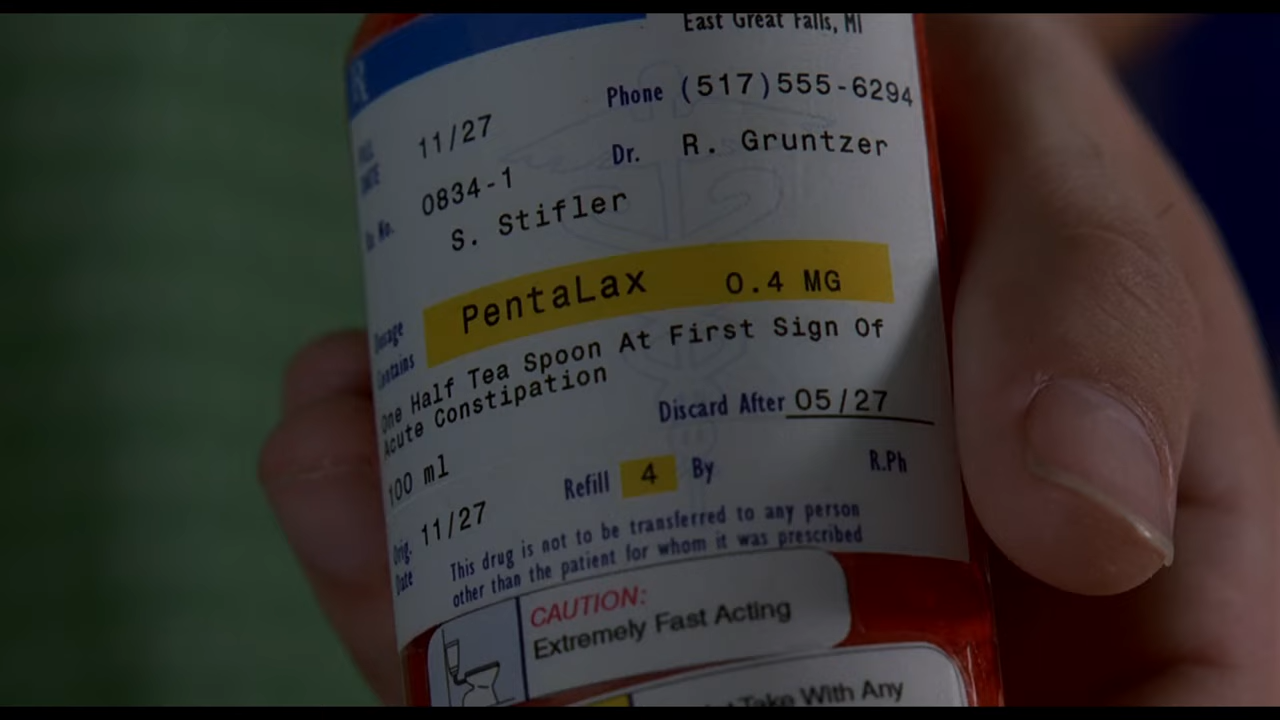 East Great Falls, MI
Phone (517)555-6294
11/27
Dr. R. Gruntzer
0834-1
S. Stifler
PentaLax 0.4 MG
One Half Tea Spoon At First Sign Of
Acute Constipation
Discard After 05/27
100 ml
Refill 4 By R.Ph
Orig. Date 11/27
This drug is not to be transferred to any person
other than the patient for whom it was prescribed
CAUTION:
Extremely Fast Acting
Take With Any